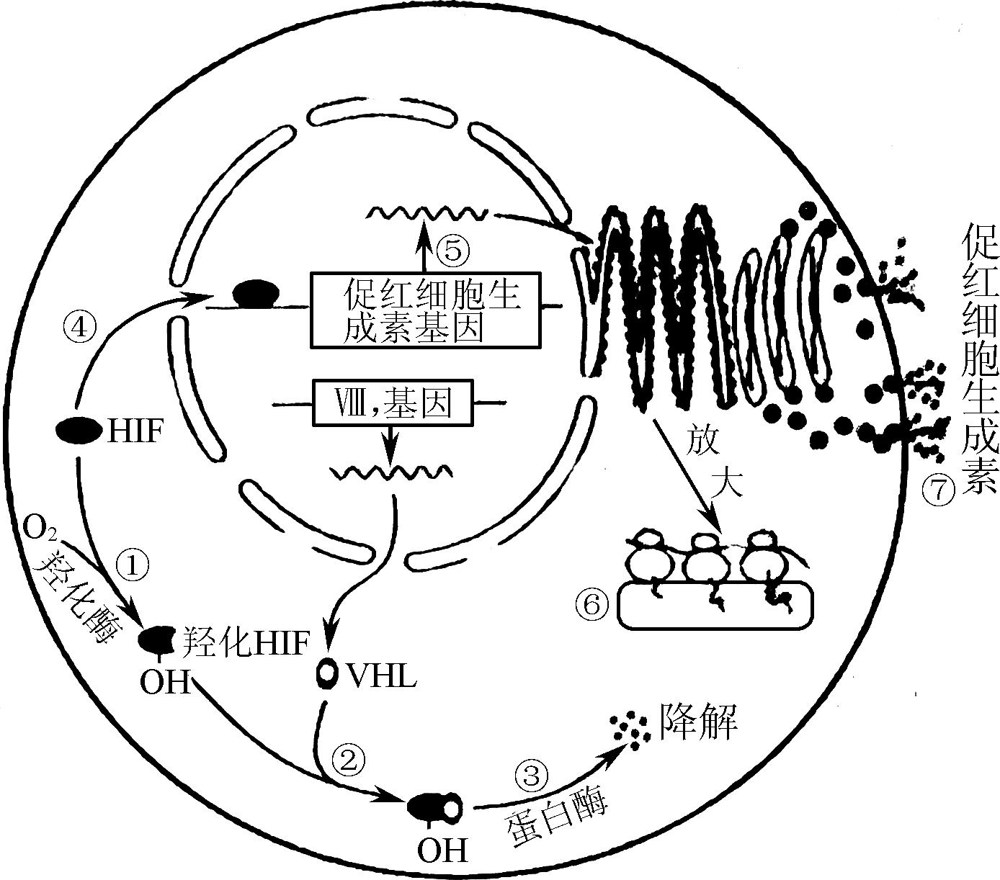 ⑤
促红细胞生
成素基因
④
Ⅷ,基因
HIF
促红细胞生成素
放大
⑦
O₂
①
羟化酶
⑥
羟化HIF
OH
VHL
降解
②
③
蛋白酶
OH